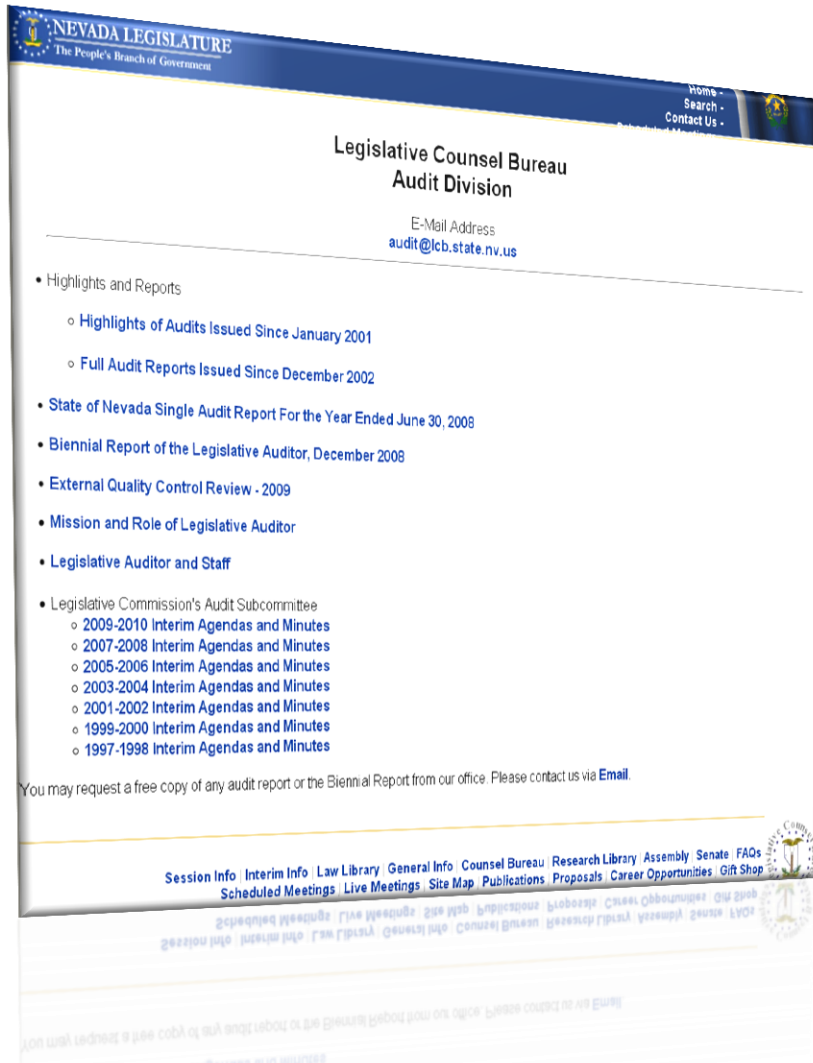 NEVADA LEGISLATURE
The People's Branch of Government
Home -
Search -
Contact Us -
Scheduled Meetings
Legislative Counsel Bureau
Audit Division
E-Mail Address
audit@lcb.state.nv.us
• Highlights and Reports
○ Highlights of Audits Issued Since January 2001
○ Full Audit Reports Issued Since December 2002
• State of Nevada Single Audit Report For the Year Ended June 30, 2008
• Biennial Report of the Legislative Auditor, December 2008
• External Quality Control Review - 2009
• Mission and Role of Legislative Auditor
• Legislative Auditor and Staff
• Legislative Commission's Audit Subcommittee
○ 2009-2010 Interim Agendas and Minutes
○ 2007-2008 Interim Agendas and Minutes
○ 2005-2006 Interim Agendas and Minutes
○ 2003-2004 Interim Agendas and Minutes
○ 2001-2002 Interim Agendas and Minutes
○ 1999-2000 Interim Agendas and Minutes
○ 1997-1998 Interim Agendas and Minutes
You may request a free copy of any audit report or the Biennial Report from our office. Please contact us via Email.
Session Info | Interim Info | Law Library | General Info | Counsel Bureau | Research Library | Assembly | Senate | FAQs
Scheduled Meetings | Live Meetings | Site Map | Publications | Proposals | Career Opportunities | Gift Shop